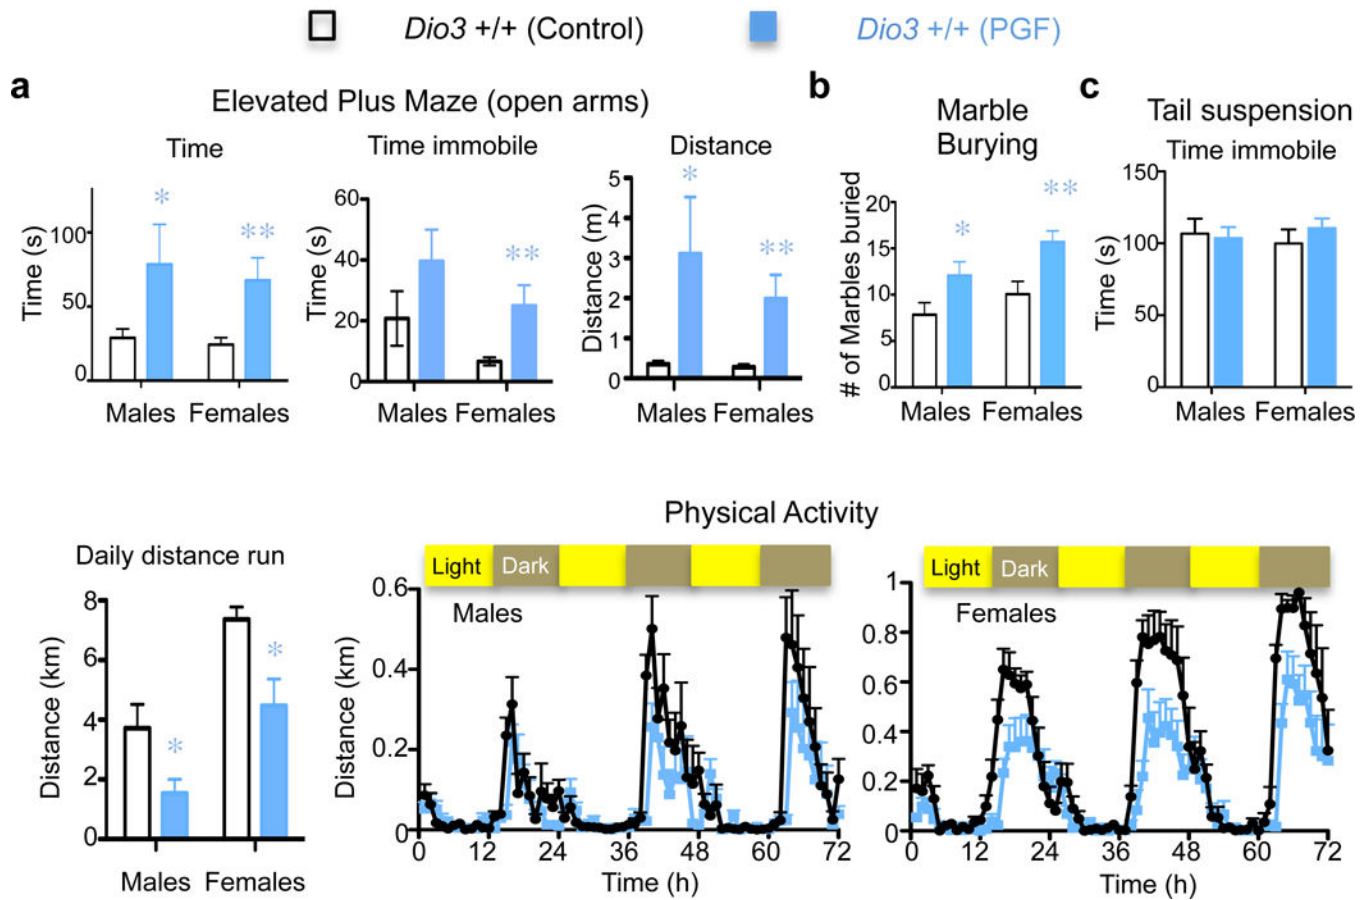 Dio3 +/+ (Control) Dio3 +/+ (PGF)
a
Elevated Plus Maze (open arms)
Time
Time (s)
100
50
0
*
**
Males Females
Time immobile
Time (s)
60
40
20
0
**
Males Females
Distance
Distance (m)
5
4
3
2
1
0
*
**
Males Females
b
Marble
Burying
# of Marbles buried
20
15
10
5
0
*
**
Males Females
c
Tail suspension
Time immobile
Time (s)
150
100
50
0
Males Females
Physical Activity
Daily distance run
Distance (km)
8
6
4
2
0
*
*
Males Females
Light Dark
Males
Distance (km)
0.6
0.4
0.2
0
0 12 24 36 48 60 72
Time (h)
Light Dark
Females
1
0.8
0.6
0.4
0.2
0
0 12 24 36 48 60 72
Time (h)